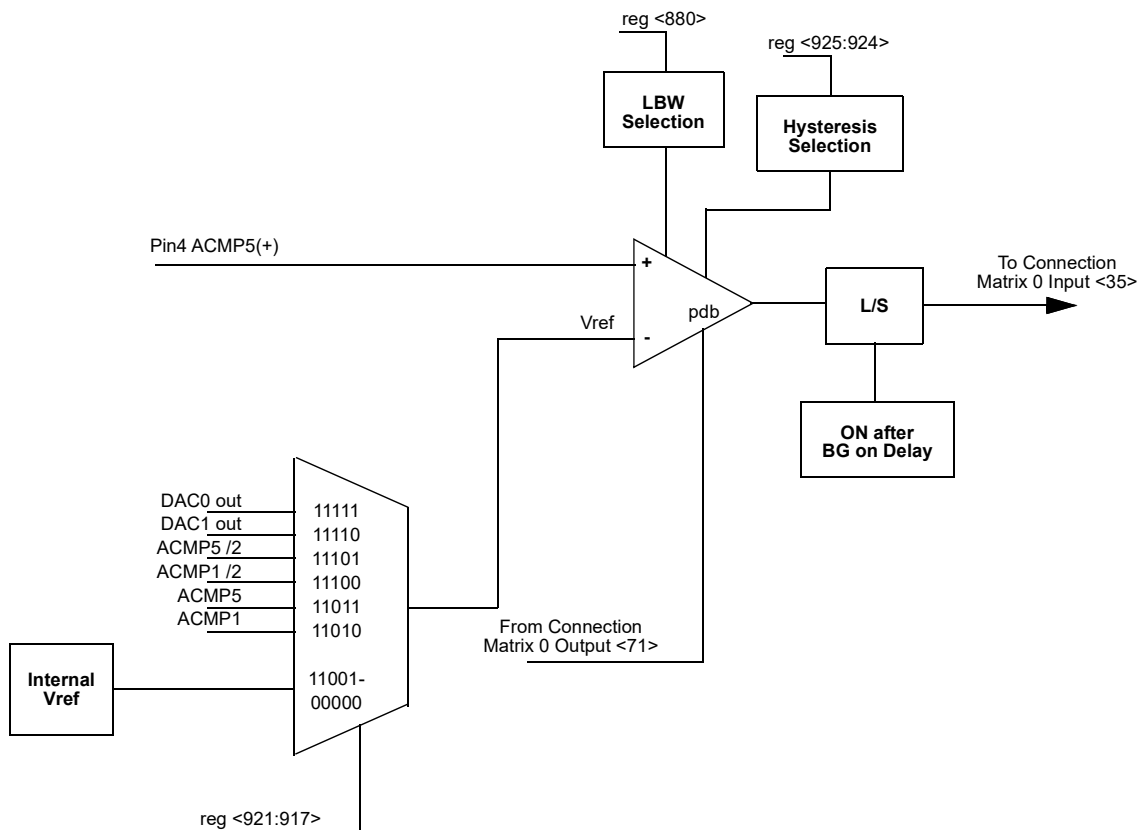 reg <880>
reg <925:924>
LBW
Selection
Hysteresis
Selection
Pin4 ACMP5(+)
+
To Connection
Matrix 0 Input <35>
L/S
pdb
Vref
-
ON after
BG on Delay
DAC0 out
11111
DAC1 out
11110
ACMP5 /2
11101
ACMP1 /2
11100
ACMP5
11011
ACMP1
11010
From Connection
Matrix 0 Output <71>
Internal
Vref
11001-
00000
reg <921:917>